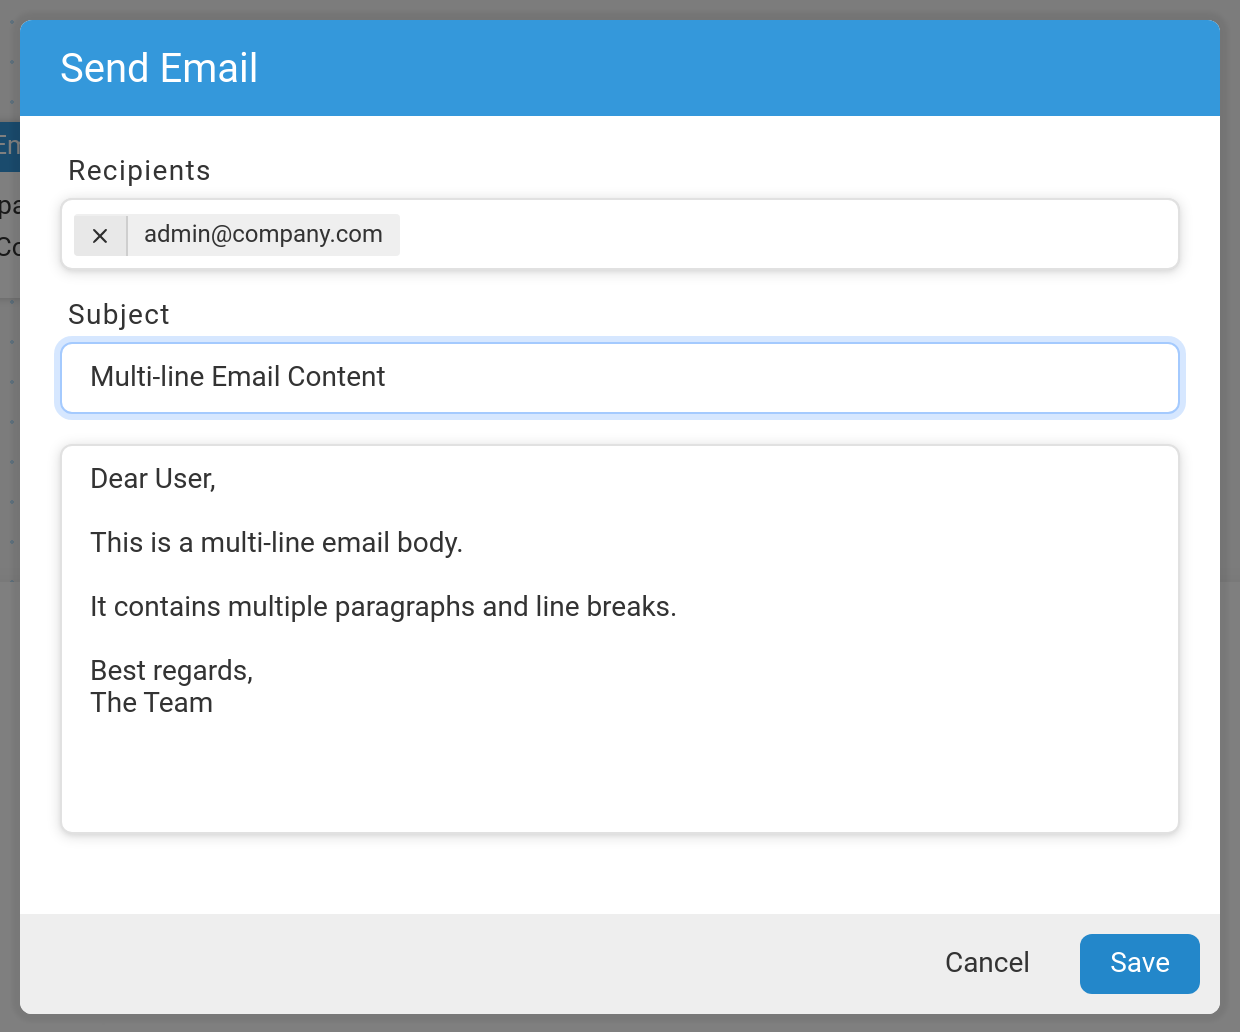 Send Email
Recipients
admin@company.com
Subject
Multi-line Email Content
Dear User,
This is a multi-line email body.
It contains multiple paragraphs and line breaks.
Best regards,
The Team
Cancel
Save